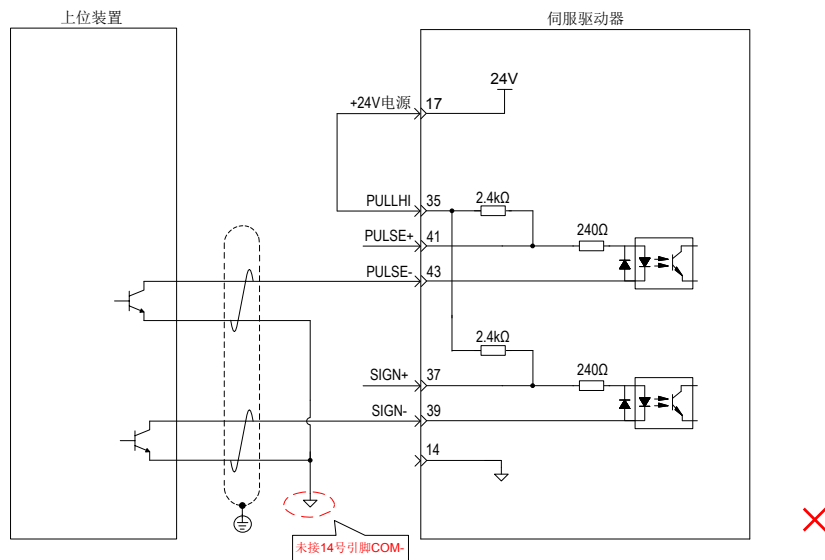 上位装置
伺服驱动器
24V
+24V电源
17
PULLHI
35
2.4kΩ
PULSE+
41
240Ω
PULSE-
43
2.4kΩ
SIGN+
37
240Ω
SIGN-
39
14
未接14号引脚COM-